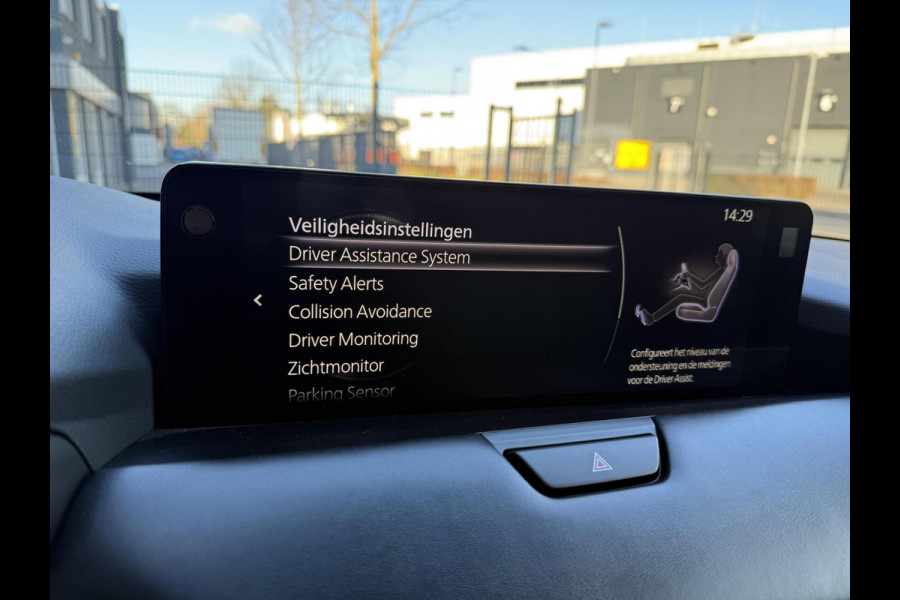 14:29
Veiligheidsinstellingen
Driver Assistance System
Safety Alerts
Collision Avoidance
Driver Monitoring
Zichtmonitor
Parking Sensor
Configureert het niveau van de
ondersteuning en de meldingen
voor de Driver Assist.